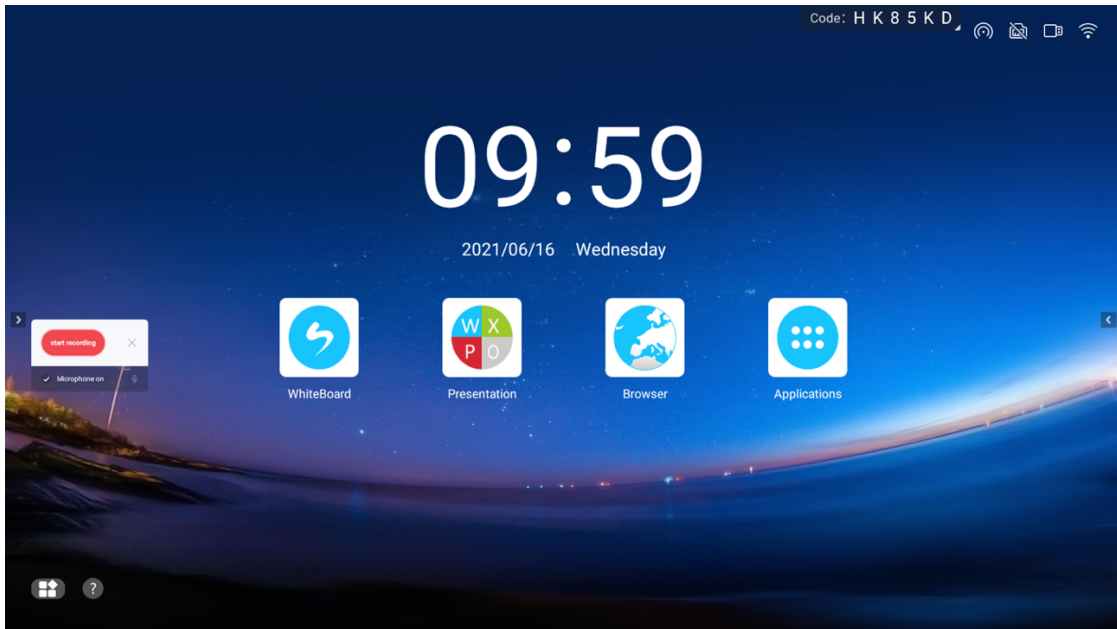 Code: H K 8 5 K D
09:59
2021/06/16 Wednesday
start recording
Microphone on
W X
P O
WhiteBoard
Presentation
Browser
Applications
?